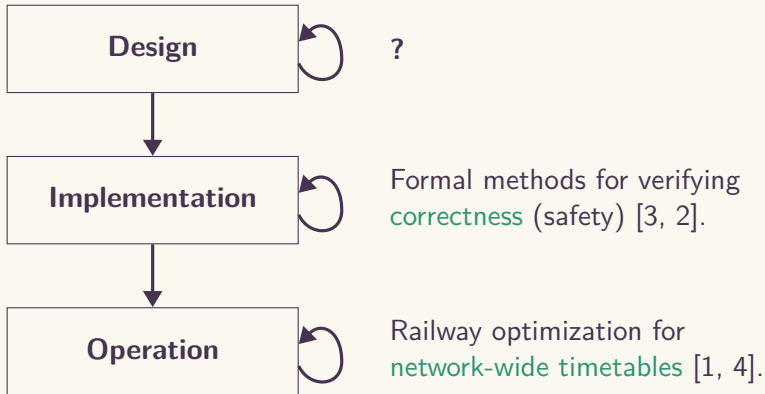 Design
?
Implementation
Formal methods for verifying
correctness (safety) [3, 2].
Operation
Railway optimization for
network-wide timetables [1, 4].